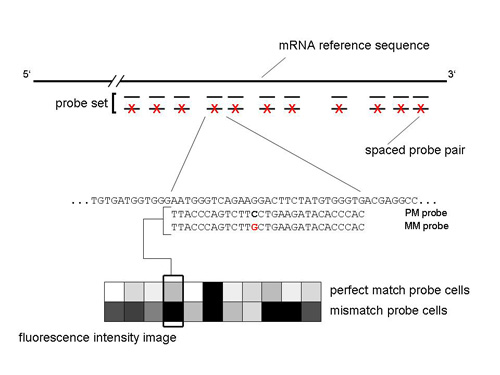 mRNA reference sequence
5'
3'
probe set
X X X X X X X X X X X
spaced probe pair
...TGTGATGGTGGGAATGGGTCAGAAGGACTTCTATGTGGGTGACGAGGCC...
TTACCCAGTCTTCCTGAAGATACACCCAC
PM probe
TTACCCAGTCTTGCTGAAGATACACCCAC
MM probe
perfect match probe cells
mismatch probe cells
fluorescence intensity image